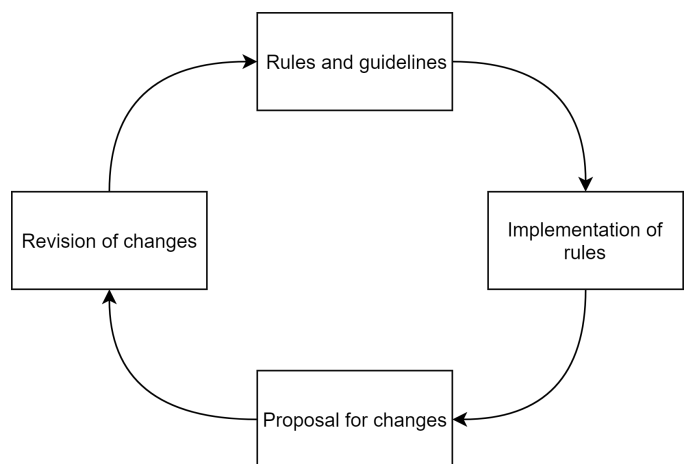 Rules and guidelines
Implementation of
rules
Proposal for changes
Revision of changes